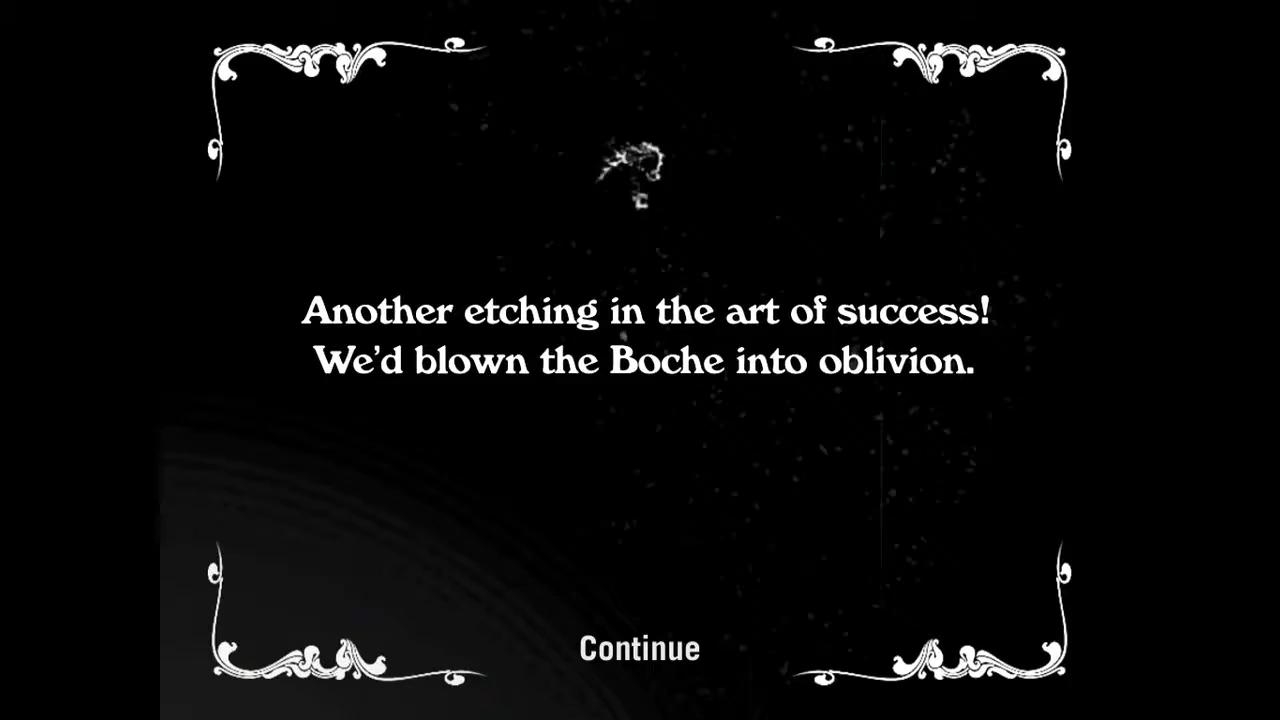 Another etching in the art of success!
We'd blown the Boche into oblivion.
Continue